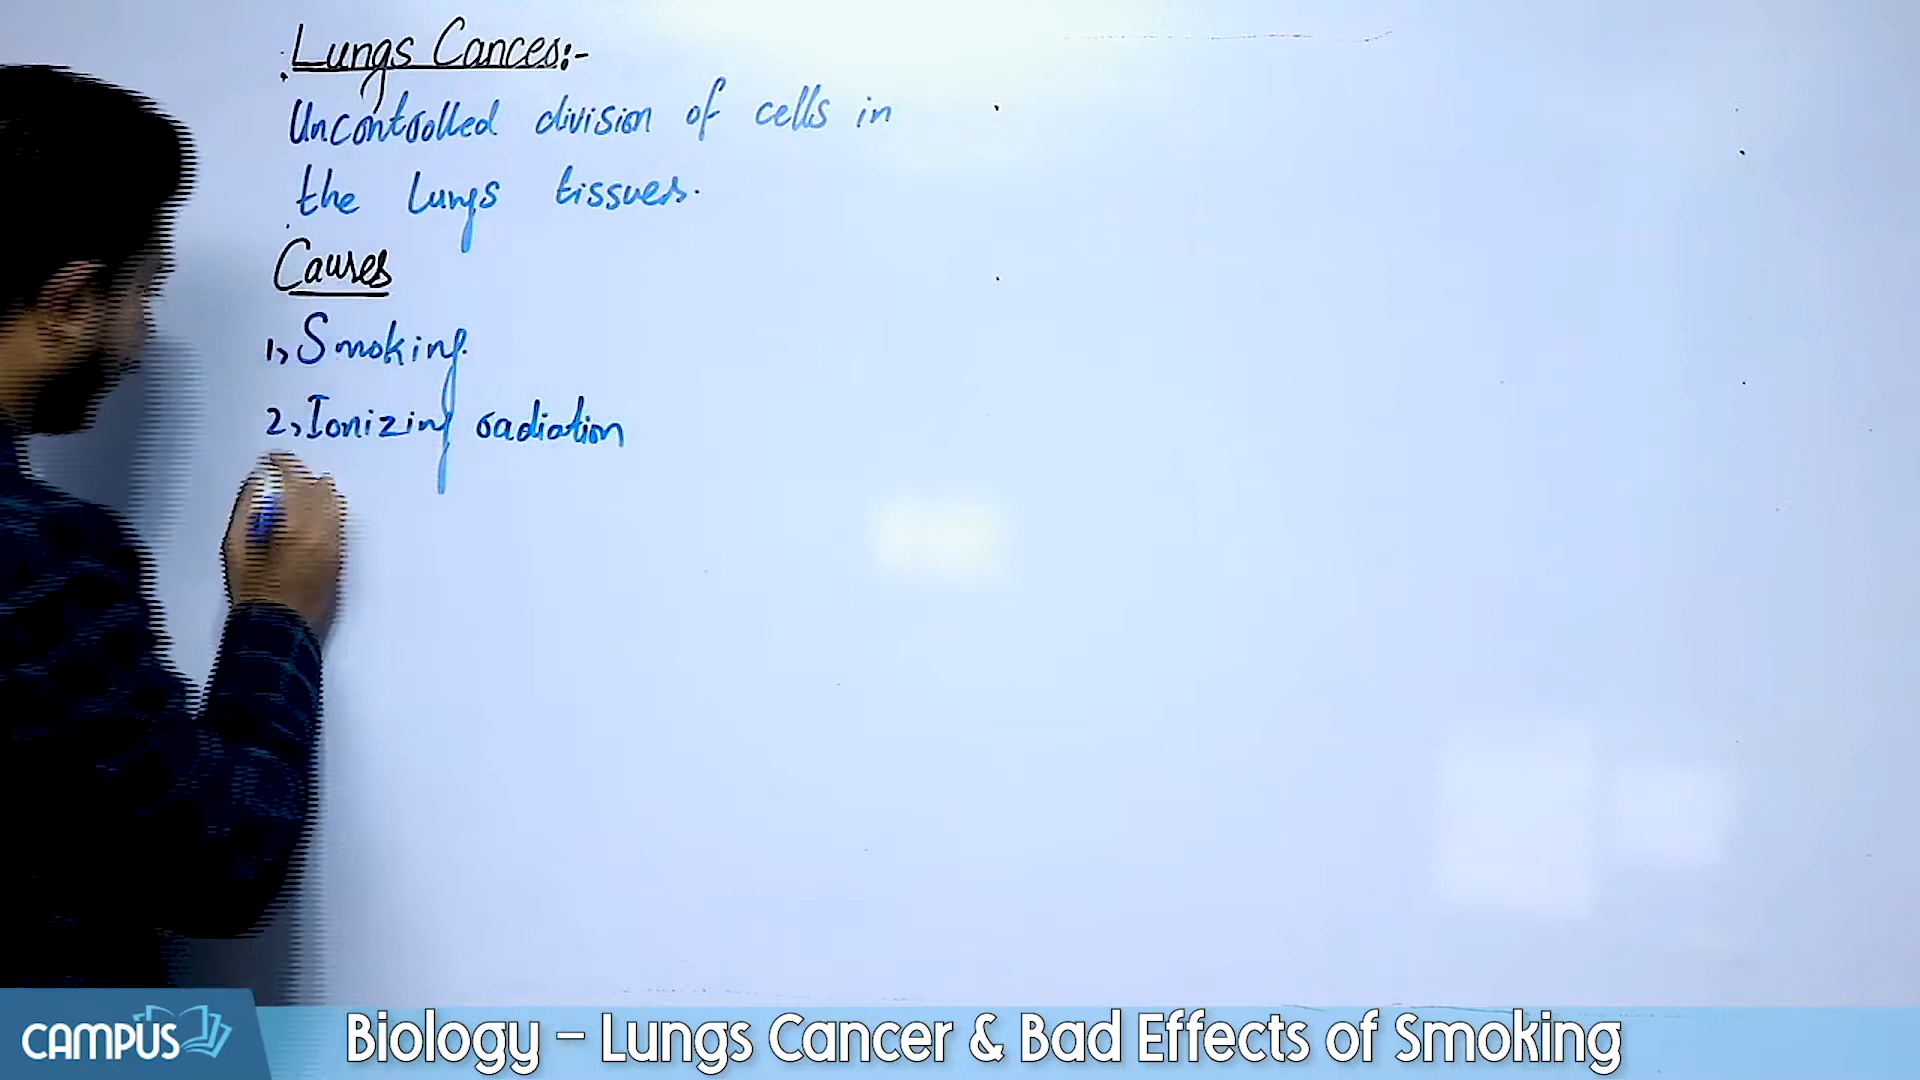 Lungs Cancer:-
Uncontrolled division of cells in
the Lungs tissues.
Causes
1, Smoking.
2, Ionizing radiation
CAMPUS
Biology – Lungs Cancer & Bad Effects of Smoking